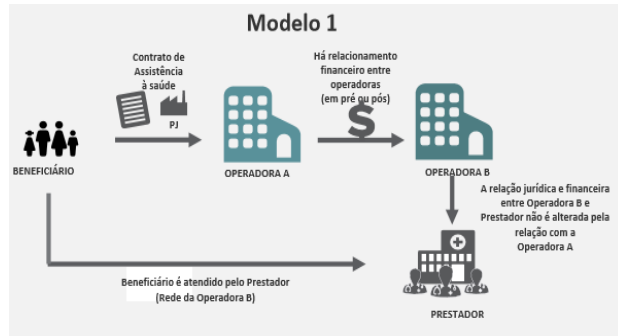 Modelo 1
Contrato de
Assistência
à saúde
PJ
Há relacionamento
financeiro entre
operadoras
(em pré ou pós)
$
BENEFICIÁRIO
OPERADORA A
OPERADORA B
A relação jurídica e financeira
entre Operadora B e
Prestador não é alterada pela
relação com a
Operadora A
Beneficiário é atendido pelo Prestador
(Rede da Operadora B)
PRESTADOR